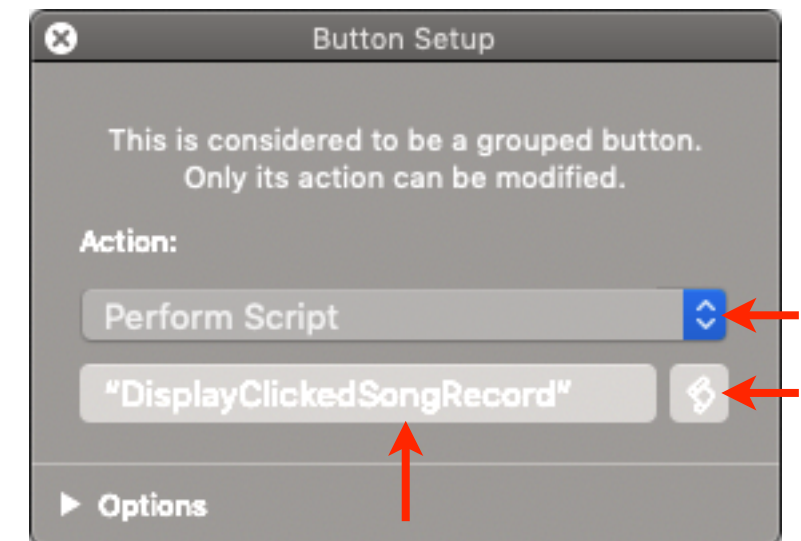 Button Setup
This is considered to be a grouped button.
Only its action can be modified.
Action:
Perform Script
“DisplayClickedSongRecord”
Options